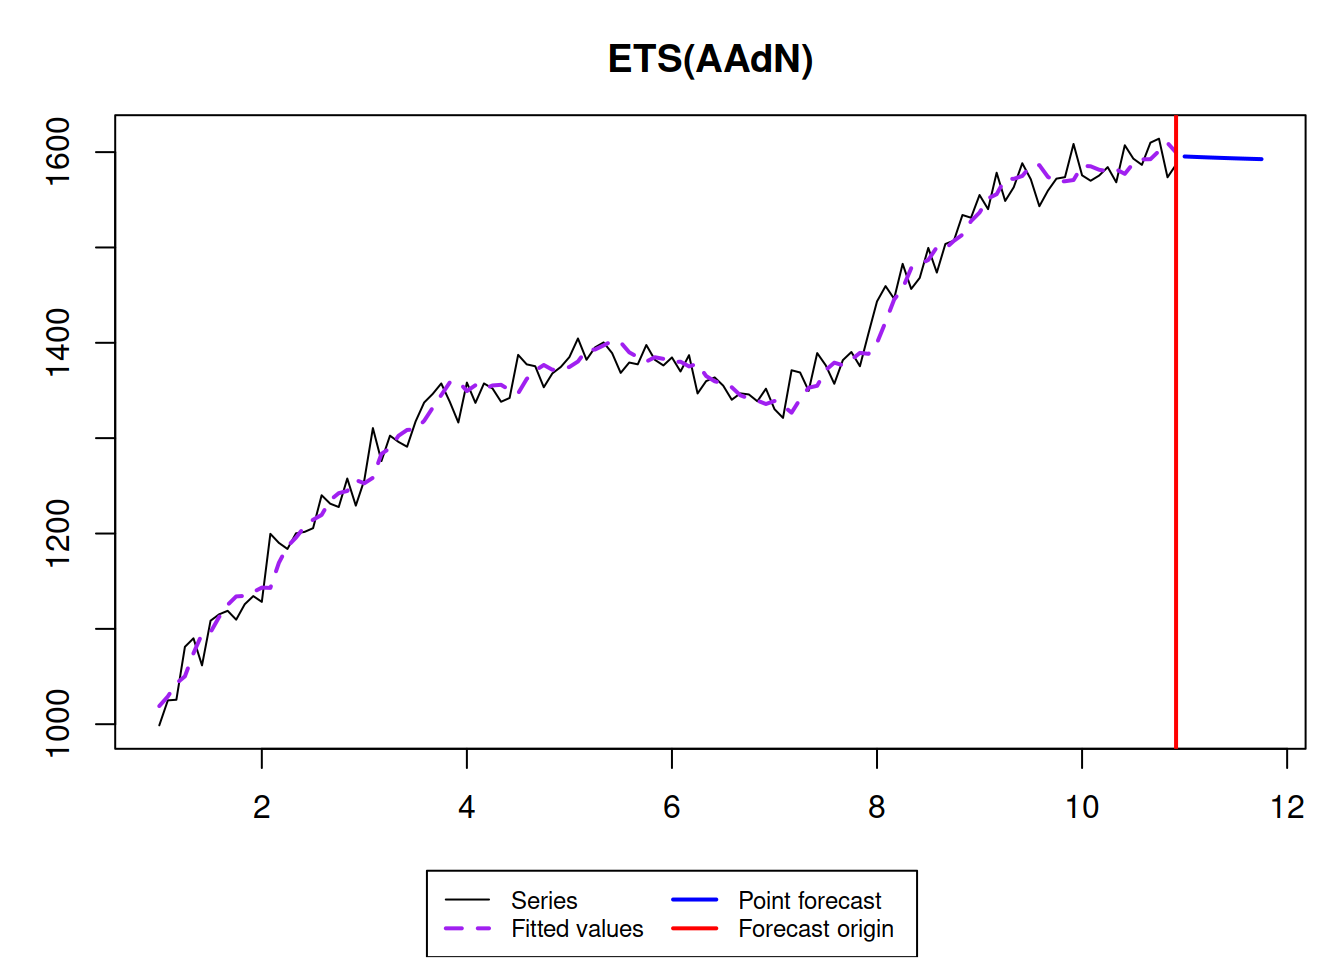 ETS(AAdN)
1600
1400
1200
1000
2 4 6 8 10 12
Series Point forecast
Fitted values Forecast origin